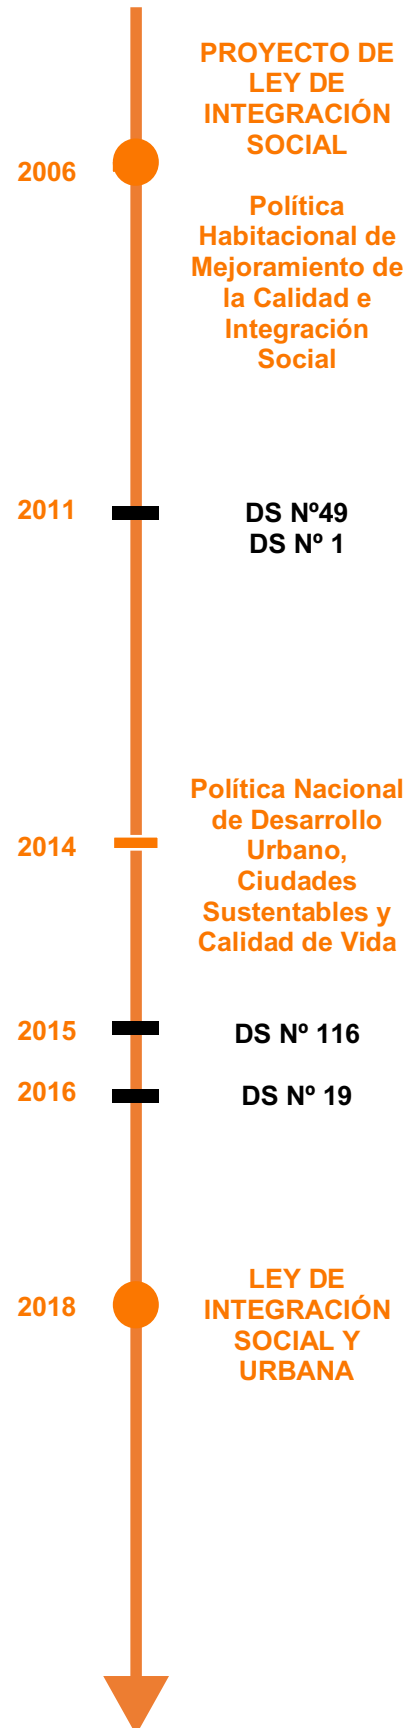 PROYECTO DE
LEY DE
INTEGRACIÓN
SOCIAL
2006
Política
Habitacional de
Mejoramiento de
la Calidad e
Integración
Social
2011
DS Nº49
DS Nº 1
2014
Política Nacional
de Desarrollo
Urbano,
Ciudades
Sustentables y
Calidad de Vida
2015
DS Nº 116
2016
DS Nº 19
2018
LEY DE
INTEGRACIÓN
SOCIAL Y
URBANA